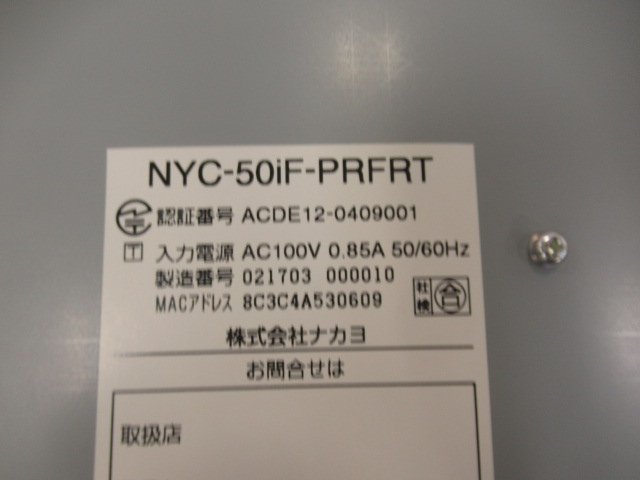 NYC-50iF-PRFRT
認証番号 ACDE12-0409001
T 入力電源 AC100V 0.85A 50/60Hz
製造番号 021703 000010
MACアドレス 8C3C4A530609
社検 合
株式会社ナカヨ
お問合せは
取扱店